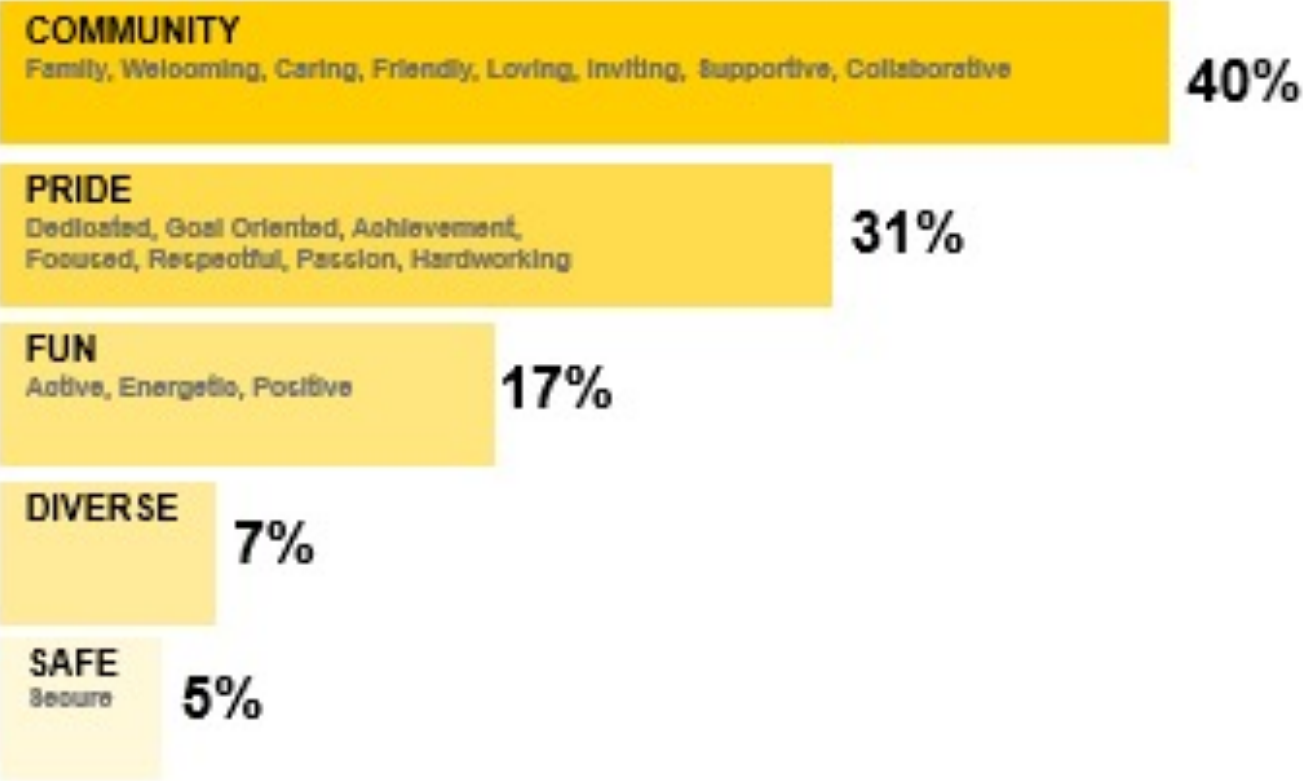 COMMUNITY
Family, Welcoming, Caring, Friendly, Loving, Inviting, Supportive, Collaborative
40%
PRIDE
Dedicated, Goal Oriented, Achievement,
Focused, Respectful, Passion, Hardworking
31%
FUN
Active, Energetic, Positive
17%
DIVERSE
7%
SAFE
Secure
5%